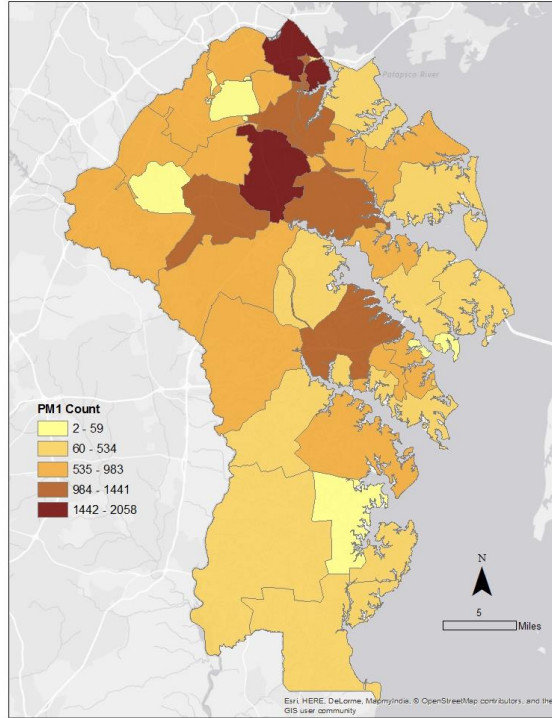 Patapsco River
PM1 Count
2 - 59
60 - 534
535 - 983
984 - 1441
1442 - 2058
N
5
Miles
Esri, HERE, DeLorme, MapmyIndia, © OpenStreetMap contributors, and the
GIS user community